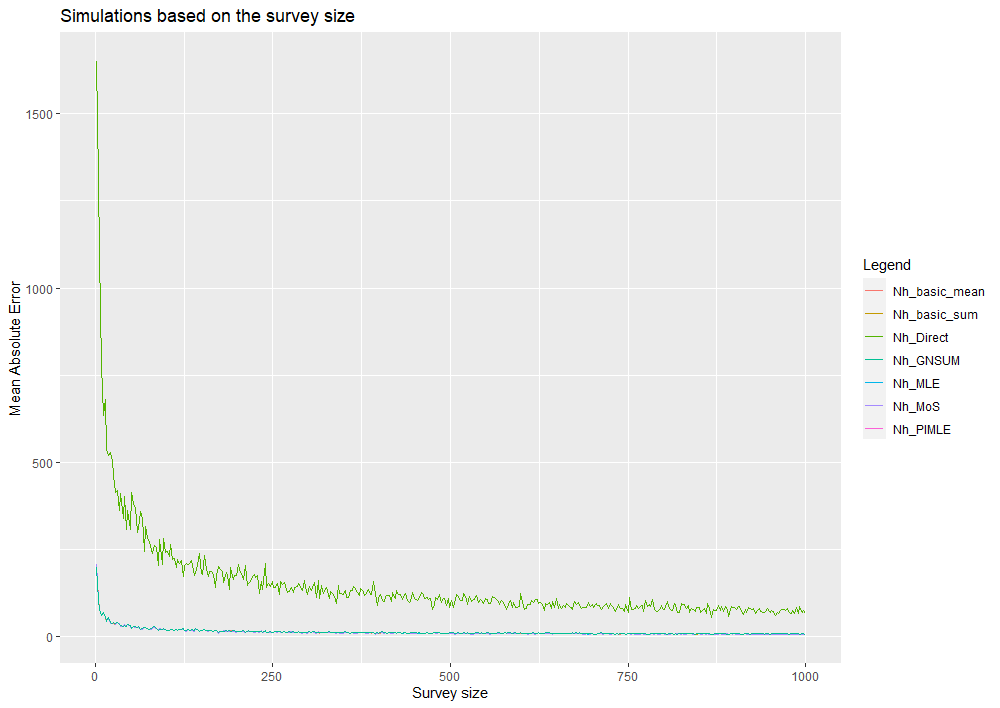 Simulations based on the survey size
Mean Absolute Error
1500
1000
500
0
0
250
500
750
1000
Survey size
Legend
Nh_basic_mean
Nh_basic_sum
Nh_Direct
Nh_GNSUM
Nh_MLE
Nh_MoS
Nh_PIMLE